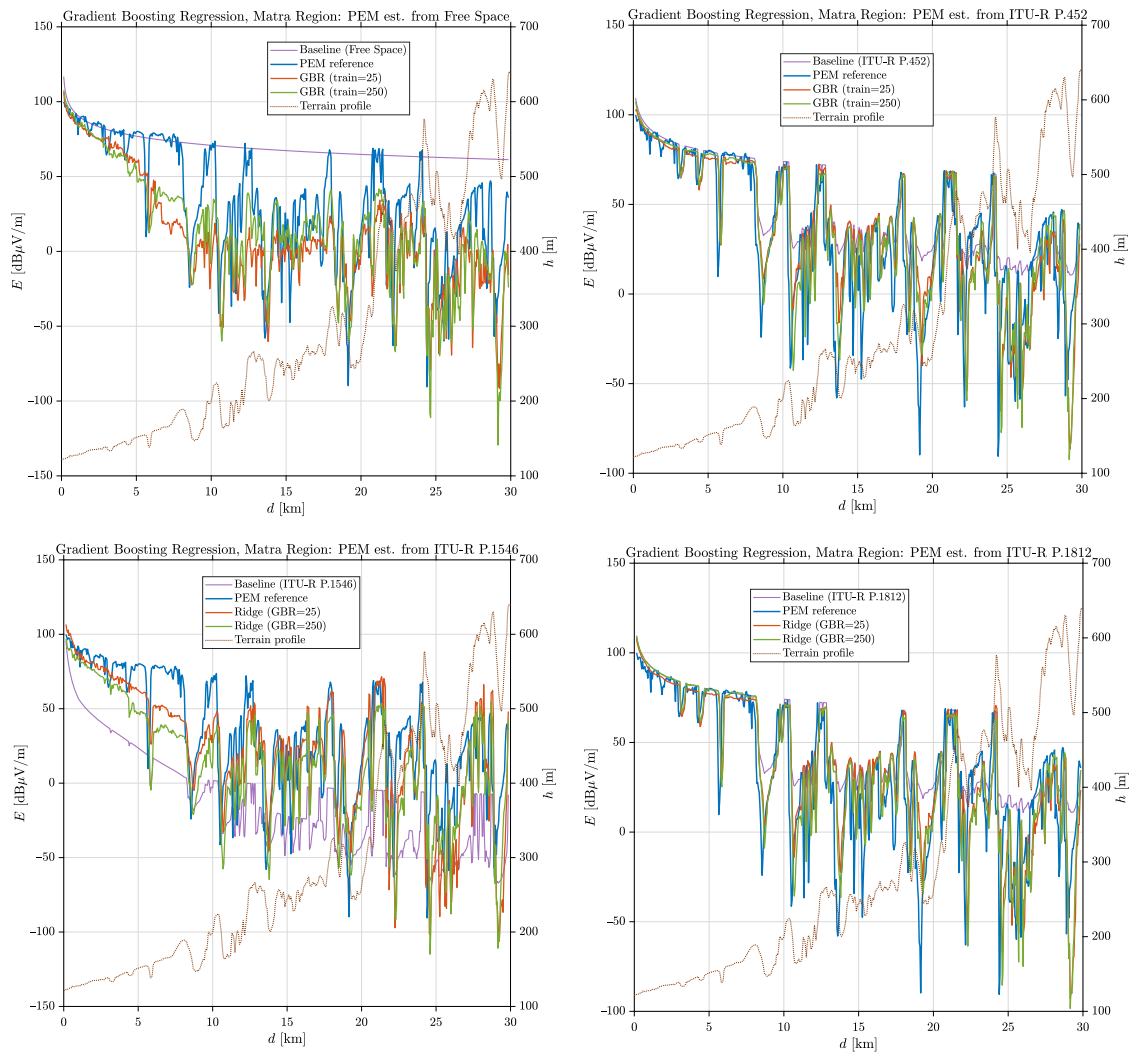 Gradient Boosting Regression, Matra Region: PEM est. from Free Space
Baseline (Free Space)
PEM reference
GBR (train=25)
GBR (train=250)
Terrain profile
150
100
50
0
−50
−100
−150
E [dBμV/m]
700
600
500
400
300
200
100
h [m]
0
5
10
15
20
25
30
d [km]
Gradient Boosting Regression, Matra Region: PEM est. from ITU-R P.452
Baseline (ITU-R P.452)
PEM reference
GBR (train=25)
GBR (train=250)
Terrain profile
150
100
50
0
−50
−100
E [dBμV/m]
700
600
500
400
300
200
100
h [m]
0
5
10
15
20
25
30
d [km]
Gradient Boosting Regression, Matra Region: PEM est. from ITU-R P.1546
Baseline (ITU-R P.1546)
PEM reference
Ridge (GBR=25)
Ridge (GBR=250)
Terrain profile
150
100
50
0
−50
−100
−150
E [dBμV/m]
700
600
500
400
300
200
100
h [m]
0
5
10
15
20
25
30
d [km]
Gradient Boosting Regression, Matra Region: PEM est. from ITU-R P.1812
Baseline (ITU-R P.1812)
PEM reference
Ridge (GBR=25)
Ridge (GBR=250)
Terrain profile
150
100
50
0
−50
−100
E [dBμV/m]
700
600
500
400
300
200
100
h [m]
0
5
10
15
20
25
30
d [km]